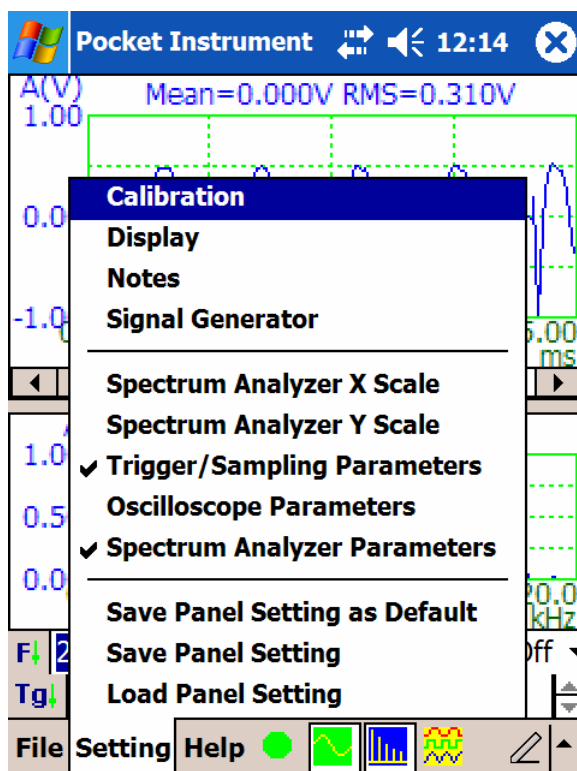 Pocket Instrument 12:14
A(V) Mean=0.000V RMS=0.310V
1.00
Calibration
0.0
Display
Notes
-1.0
Signal Generator
5.00
ms
Spectrum Analyzer X Scale
Spectrum Analyzer Y Scale
1.0
Trigger/Sampling Parameters
Oscilloscope Parameters
0.5
Spectrum Analyzer Parameters
0.0
20.0
kHz
Save Panel Setting as Default
F 2 Save Panel Setting Off
Tg Load Panel Setting
File Setting Help